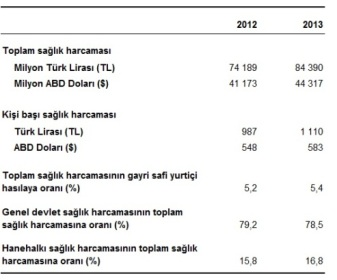 2012 2013
Toplam sağlık harcaması
Milyon Türk Lirası (TL) 74 189 84 390
Milyon ABD Doları ($) 41 173 44 317
Kişi başı sağlık harcaması
Türk Lirası (TL) 987 1 110
ABD Doları ($) 548 583
Toplam sağlık harcamasının gayri safi yurtiçi
hasılaya oranı (%) 5,2 5,4
Genel devlet sağlık harcamasının toplam
sağlık harcamasına oranı (%) 79,2 78,5
Hanehalkı sağlık harcamasının toplam sağlık
harcamasına oranı (%) 15,8 16,8